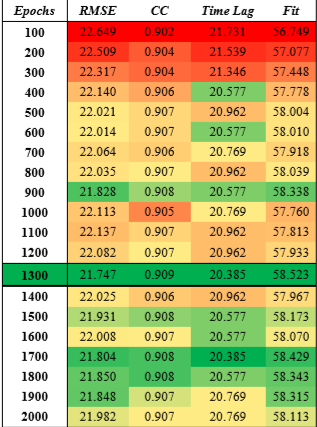 Epochs RMSE CC Time Lag Fit
100 22.649 0.902 21.731 56.749
200 22.509 0.904 21.539 57.077
300 22.317 0.904 21.346 57.448
400 22.140 0.906 20.577 57.778
500 22.021 0.907 20.962 58.004
600 22.014 0.907 20.577 58.010
700 22.064 0.906 20.769 57.918
800 22.035 0.907 20.962 58.039
900 21.828 0.908 20.577 58.338
1000 22.113 0.905 20.769 57.760
1100 22.137 0.907 20.962 57.813
1200 22.082 0.907 20.962 57.933
1300 21.747 0.909 20.385 58.523
1400 22.025 0.906 20.962 57.967
1500 21.931 0.908 20.577 58.173
1600 22.008 0.907 20.577 58.070
1700 21.804 0.908 20.385 58.429
1800 21.850 0.908 20.577 58.343
1900 21.848 0.907 20.769 58.315
2000 21.982 0.907 20.769 58.113